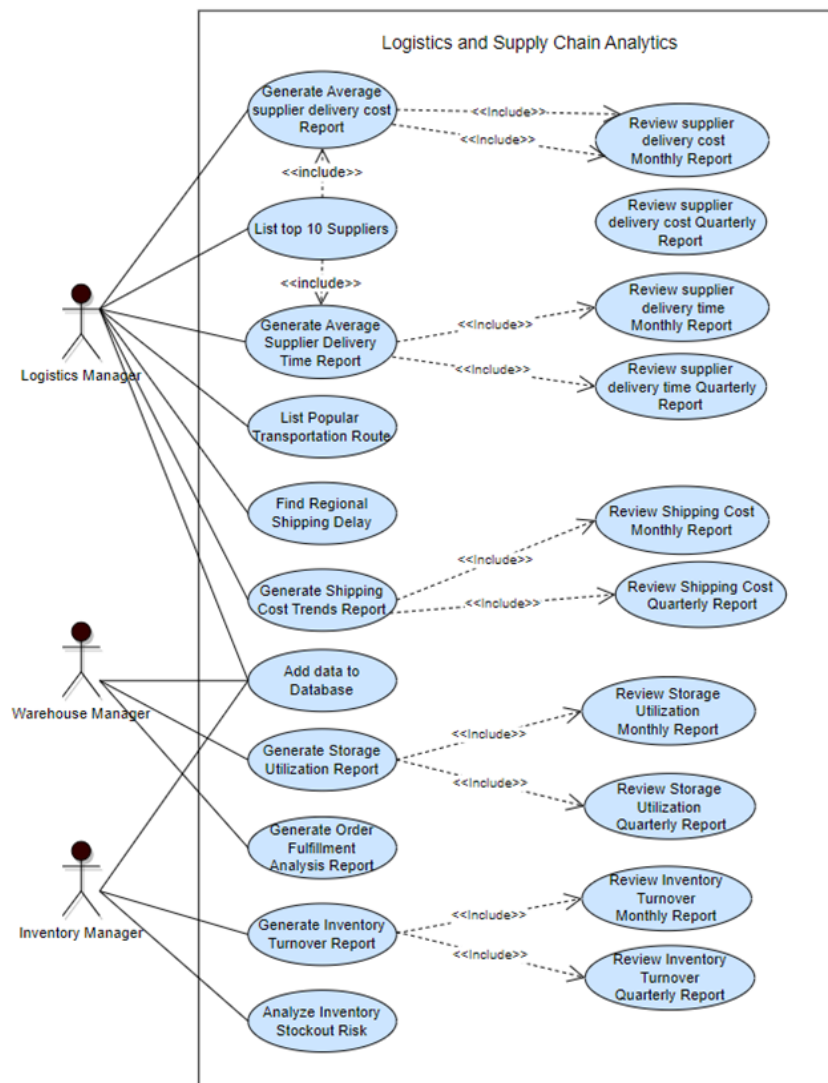 Logistics and Supply Chain Analytics
Generate Average
supplier delivery cost
Report
<<Include>>
<<Include>>
Review supplier
delivery cost
Monthly Report
<<include>>
List top 10 Suppliers
Review supplier
delivery cost Quarterly
Report
<<include>>
Generate Average
Supplier Delivery
Time Report
<<Include>>
<<Include>>
Review supplier
delivery time
Monthly Report
Review supplier
delivery time Quarterly
Report
Logistics Manager
List Popular
Transportation Route
Find Regional
Shipping Delay
Review Shipping Cost
Monthly Report
<<Include>>
Generate Shipping
Cost Trends Report
<<Include>>
Review Shipping Cost
Quarterly Report
Add data to
Database
Warehouse Manager
Review Storage
Utilization
Monthly Report
<<Include>>
Generate Storage
Utilization Report
<<Include>>
Review Storage
Utilization
Quarterly Report
Generate Order
Fulfillment
Analysis Report
Inventory Manager
Review Inventory
Turnover
Monthly Report
<<Include>>
Generate Inventory
Turnover Report
<<Include>>
Review Inventory
Turnover
Quarterly Report
Analyze Inventory
Stockout Risk